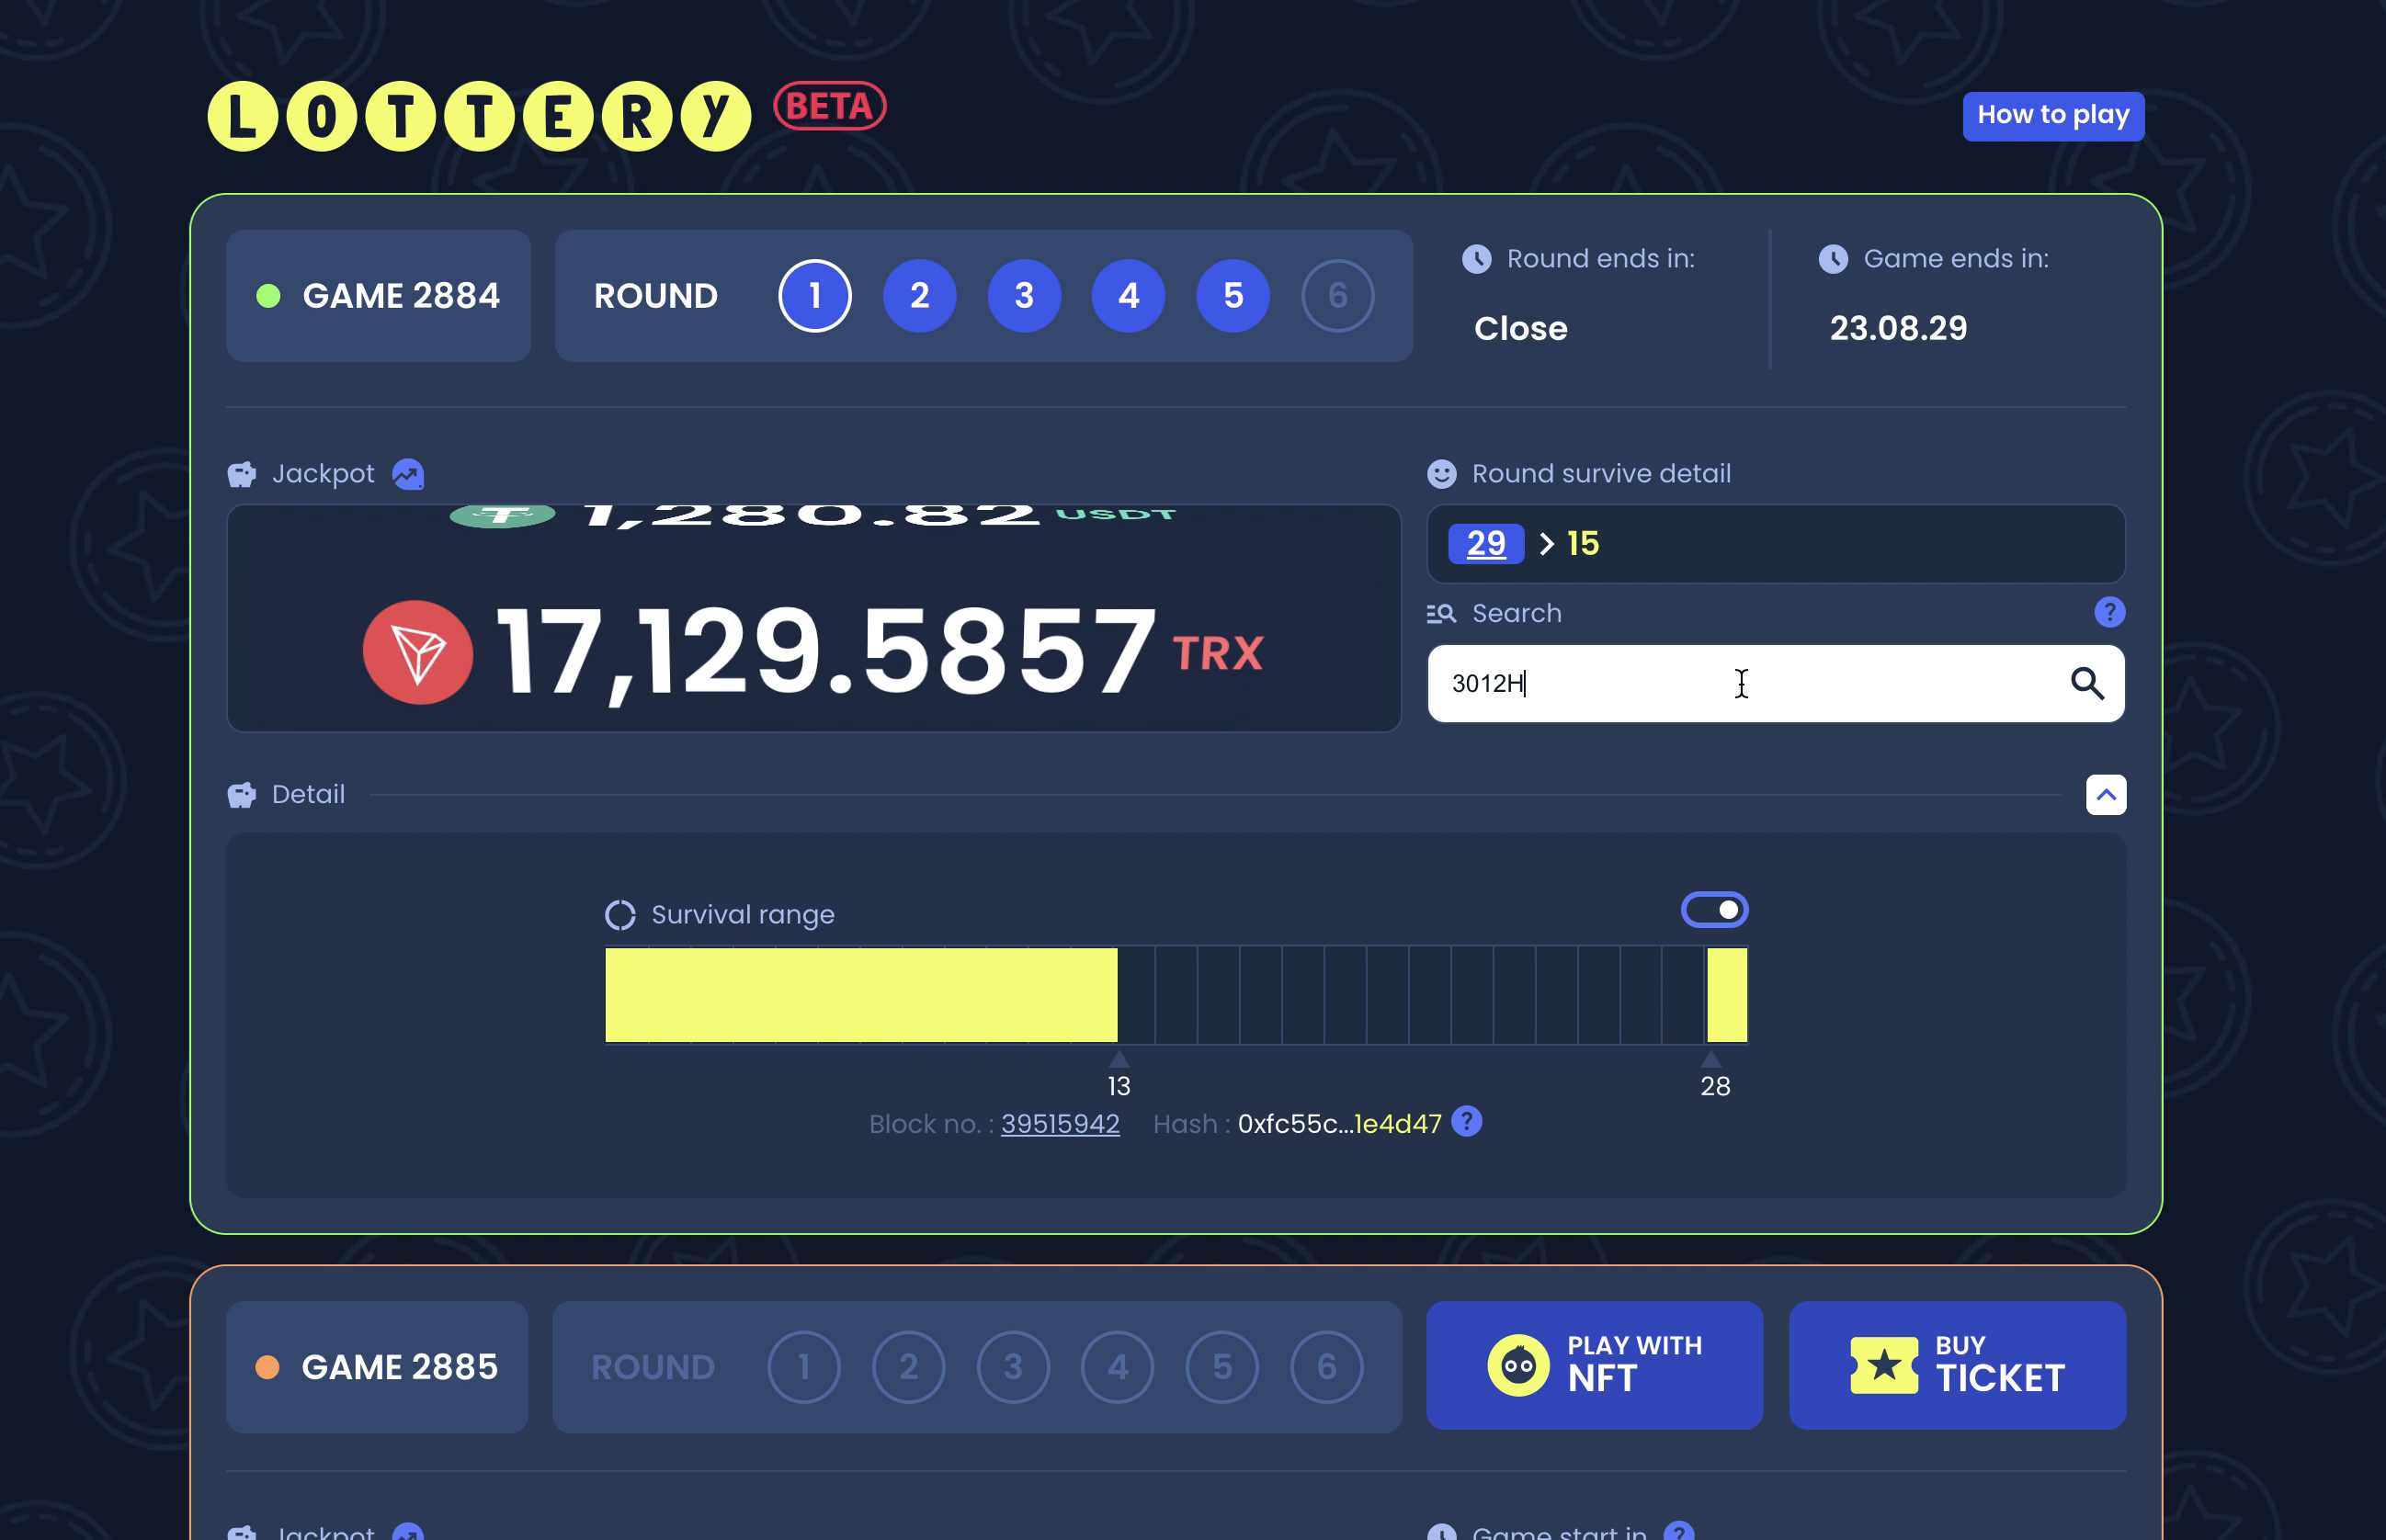 LOTTERY BETA
How to play
GAME 2884
ROUND 1 2 3 4 5 6
Round ends in:
Close
Game ends in:
23.08.29
Jackpot
1,280.82 USDT
17,129.5857 TRX
Round survive detail
29 > 15
Search ?
3012H
Detail
Survival range
13 28
Block no. : 39515942 Hash : 0xfc55c...1e4d47 ?
GAME 2885
ROUND 1 2 3 4 5 6
PLAY WITH
NFT
BUY
TICKET
Jackpot
Game start in ?